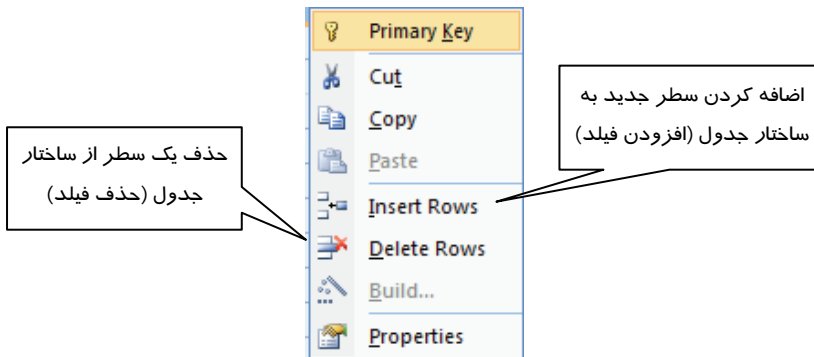 Primary Key
Cut
Copy
Paste
Insert Rows
Delete Rows
Build...
Properties
اضافه کردن سطر جدید به
ساختار جدول (افزودن فیلد)
حذف یک سطر از ساختار
جدول (حذف فیلد)